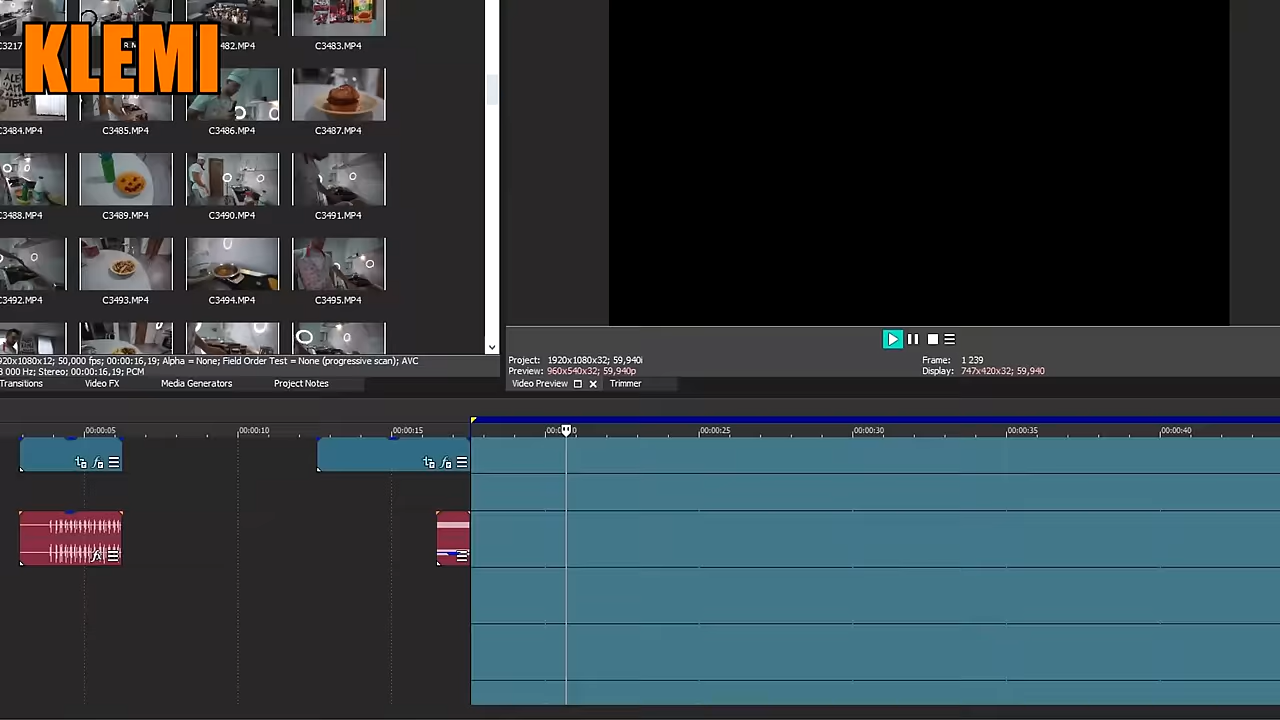 KLEMI
C3217
482.MP4
C3483.MP4
C3484.MP4
C3485.MP4
C3486.MP4
C3487.MP4
C3488.MP4
C3489.MP4
C3490.MP4
C3491.MP4
C3492.MP4
C3493.MP4
C3494.MP4
C3495.MP4
920x1080x12; 50,000 fps; 00:00:16,19; Alpha = None; Field Order Test = None (progressive scan); AVC
8 000 Hz; Stereo; 00:00:16,19; PCM
Transitions
Video FX
Media Generators
Project Notes
Project: 1920x1080x32; 59,940i
Preview: 960x540x32; 59,940p
Video Preview
Trimmer
Frame: 1 239
Display: 747x420x32; 59,940
00:00:05
00:00:10
00:00:15
00:00:25
00:00:30
00:00:35
00:00:40